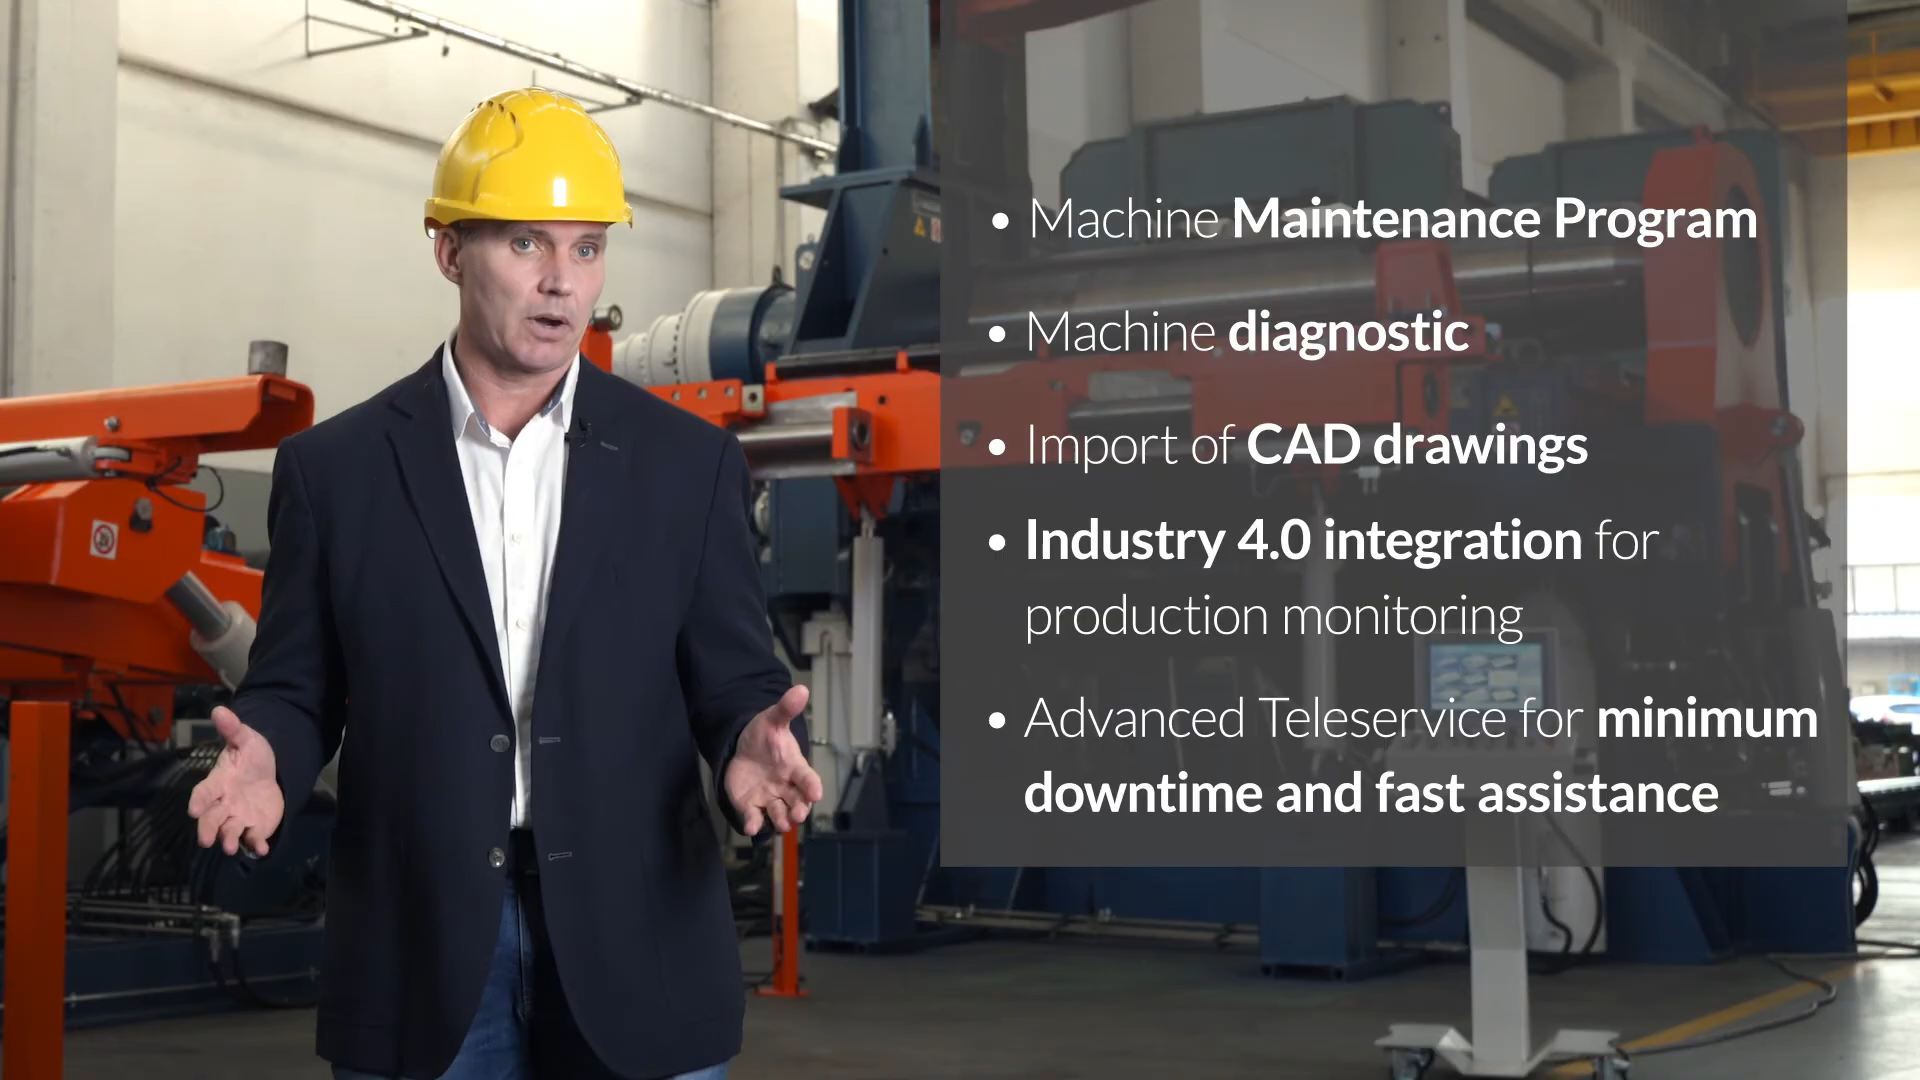 • Machine Maintenance Program
• Machine diagnostic
• Import of CAD drawings
• Industry 4.0 integration for
production monitoring
• Advanced Teleservice for minimum
downtime and fast assistance